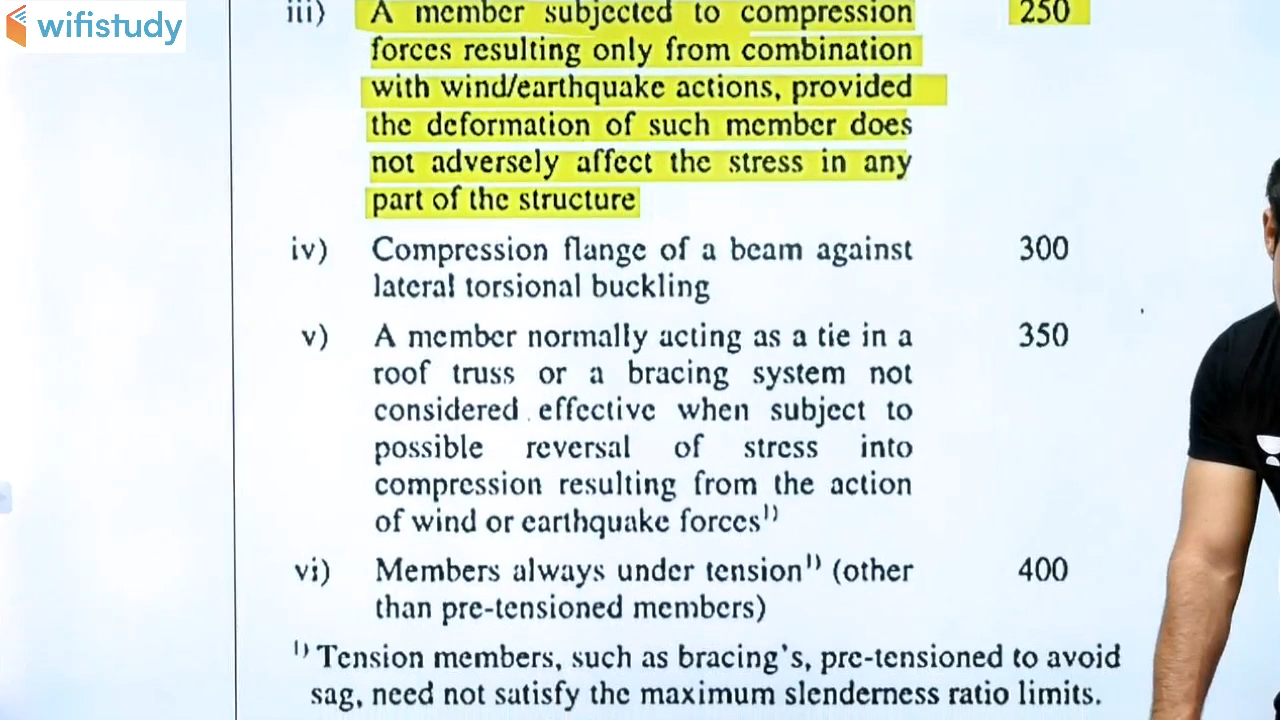 wifistudy
iii) A member subjected to compression 250
forces resulting only from combination
with wind/earthquake actions, provided
the deformation of such member does
not adversely affect the stress in any
part of the structure
iv) Compression flange of a beam against 300
lateral torsional buckling
v) A member normally acting as a tie in a 350
roof truss or a bracing system not
considered effective when subject to
possible reversal of stress into
compression resulting from the action
of wind or earthquake forces¹⁾
vi) Members always under tension¹⁾ (other 400
than pre-tensioned members)
¹⁾ Tension members, such as bracing's, pre-tensioned to avoid
sag, need not satisfy the maximum slenderness ratio limits.